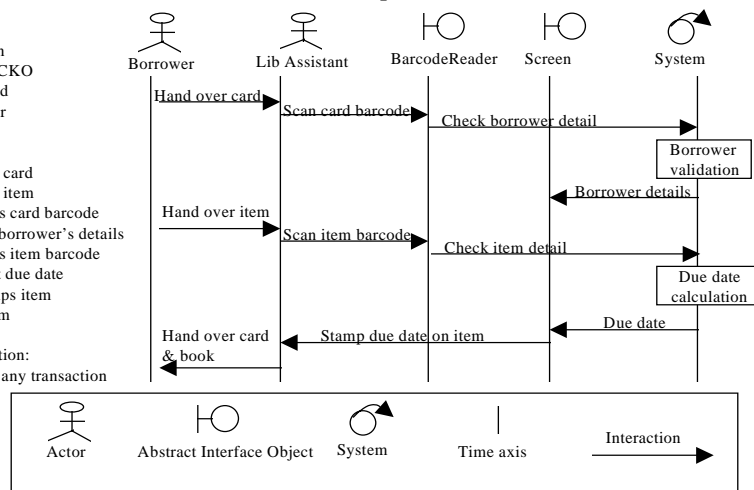 Borrower
Lib Assistant
BarcodeReader
Screen
System
CKO
card
item
s card barcode
borrower's details
s item barcode
due date
ps item
tion:
any transaction
Hand over card
Scan card barcode
Check borrower detail
Borrower
validation
Borrower details
Hand over item
Scan item barcode
Check item detail
Due date
calculation
Due date
Stamp due date on item
Hand over card
& book
Actor
Abstract Interface Object
System
Time axis
Interaction